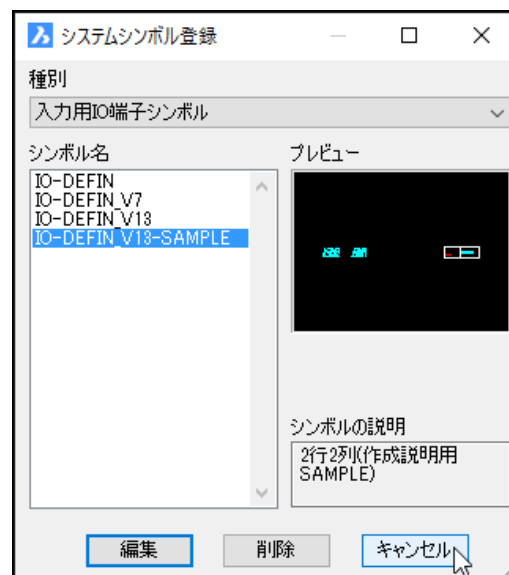 システムシンボル登録
種別
入力用IO端子シンボル
シンボル名
プレビュー
IO-DEFIN
IO-DEFIN_V7
IO-DEFIN_V13
IO-DEFIN_V13-SAMPLE
シンボルの説明
2行2列(作成説明用
SAMPLE)
編集
削除
キャンセル